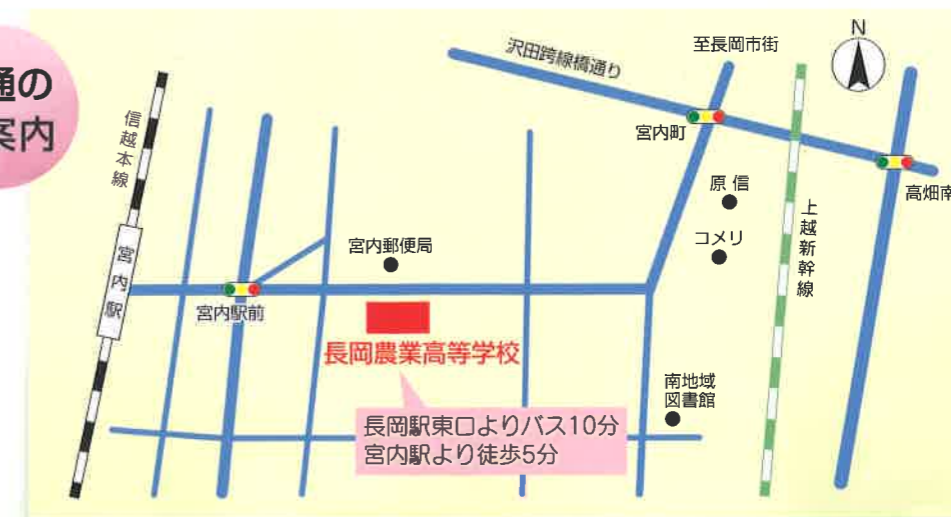 通の
案内
信越本線
宮内駅
宮内駅前
宮内郵便局
長岡農業高等学校
長岡駅東口よりバス10分
宮内駅より徒歩5分
沢田跨線橋通り
至長岡市街
宮内町
原信
コメリ
南地域
図書館
上越新幹線
N
高畑南